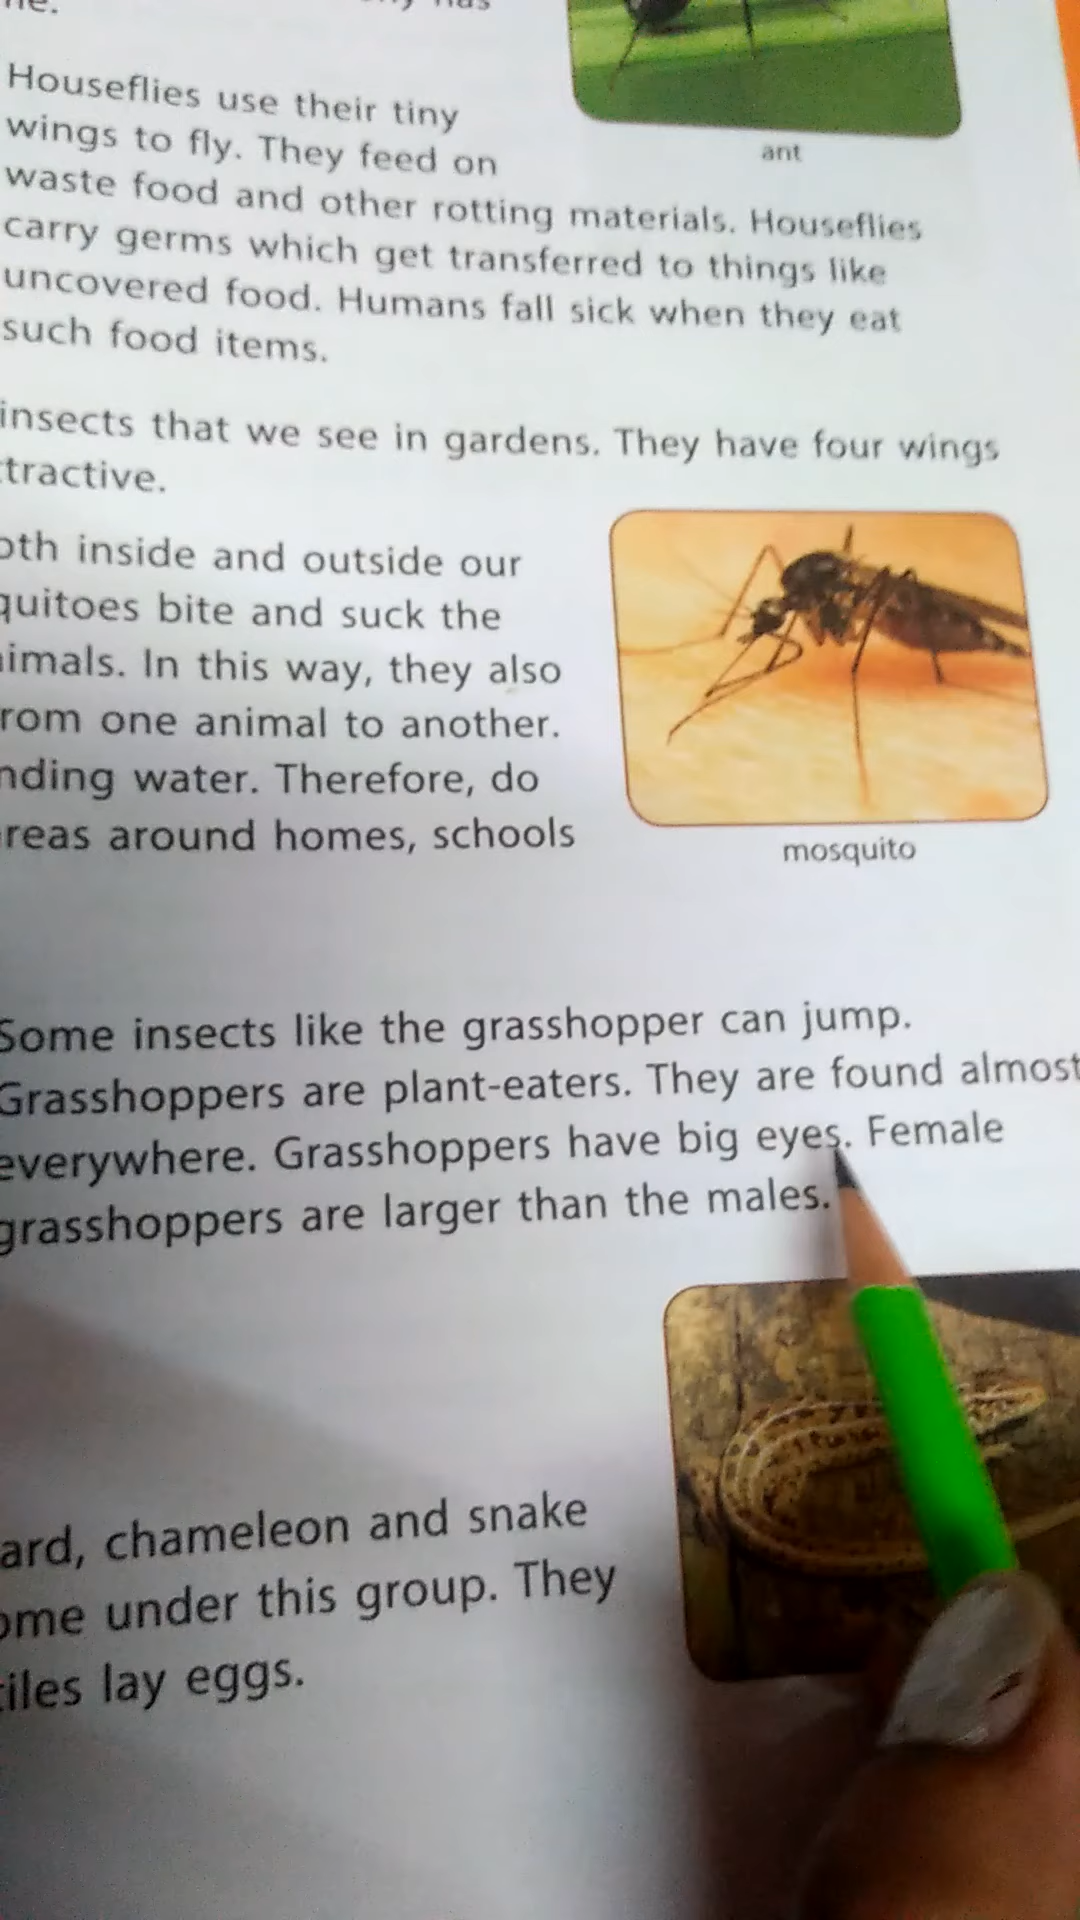 Houseflies use their tiny
wings to fly. They feed on
ant
waste food and other rotting materials. Houseflies
carry germs which get transferred to things like
uncovered food. Humans fall sick when they eat
such food items.
insects that we see in gardens. They have four wings
tractive.
oth inside and outside our
quitoes bite and suck the
imals. In this way, they also
rom one animal to another.
nding water. Therefore, do
reas around homes, schools
mosquito
Some insects like the grasshopper can jump.
Grasshoppers are plant-eaters. They are found almost
everywhere. Grasshoppers have big eyes. Female
grasshoppers are larger than the males.
ard, chameleon and snake
ome under this group. They
tiles lay eggs.